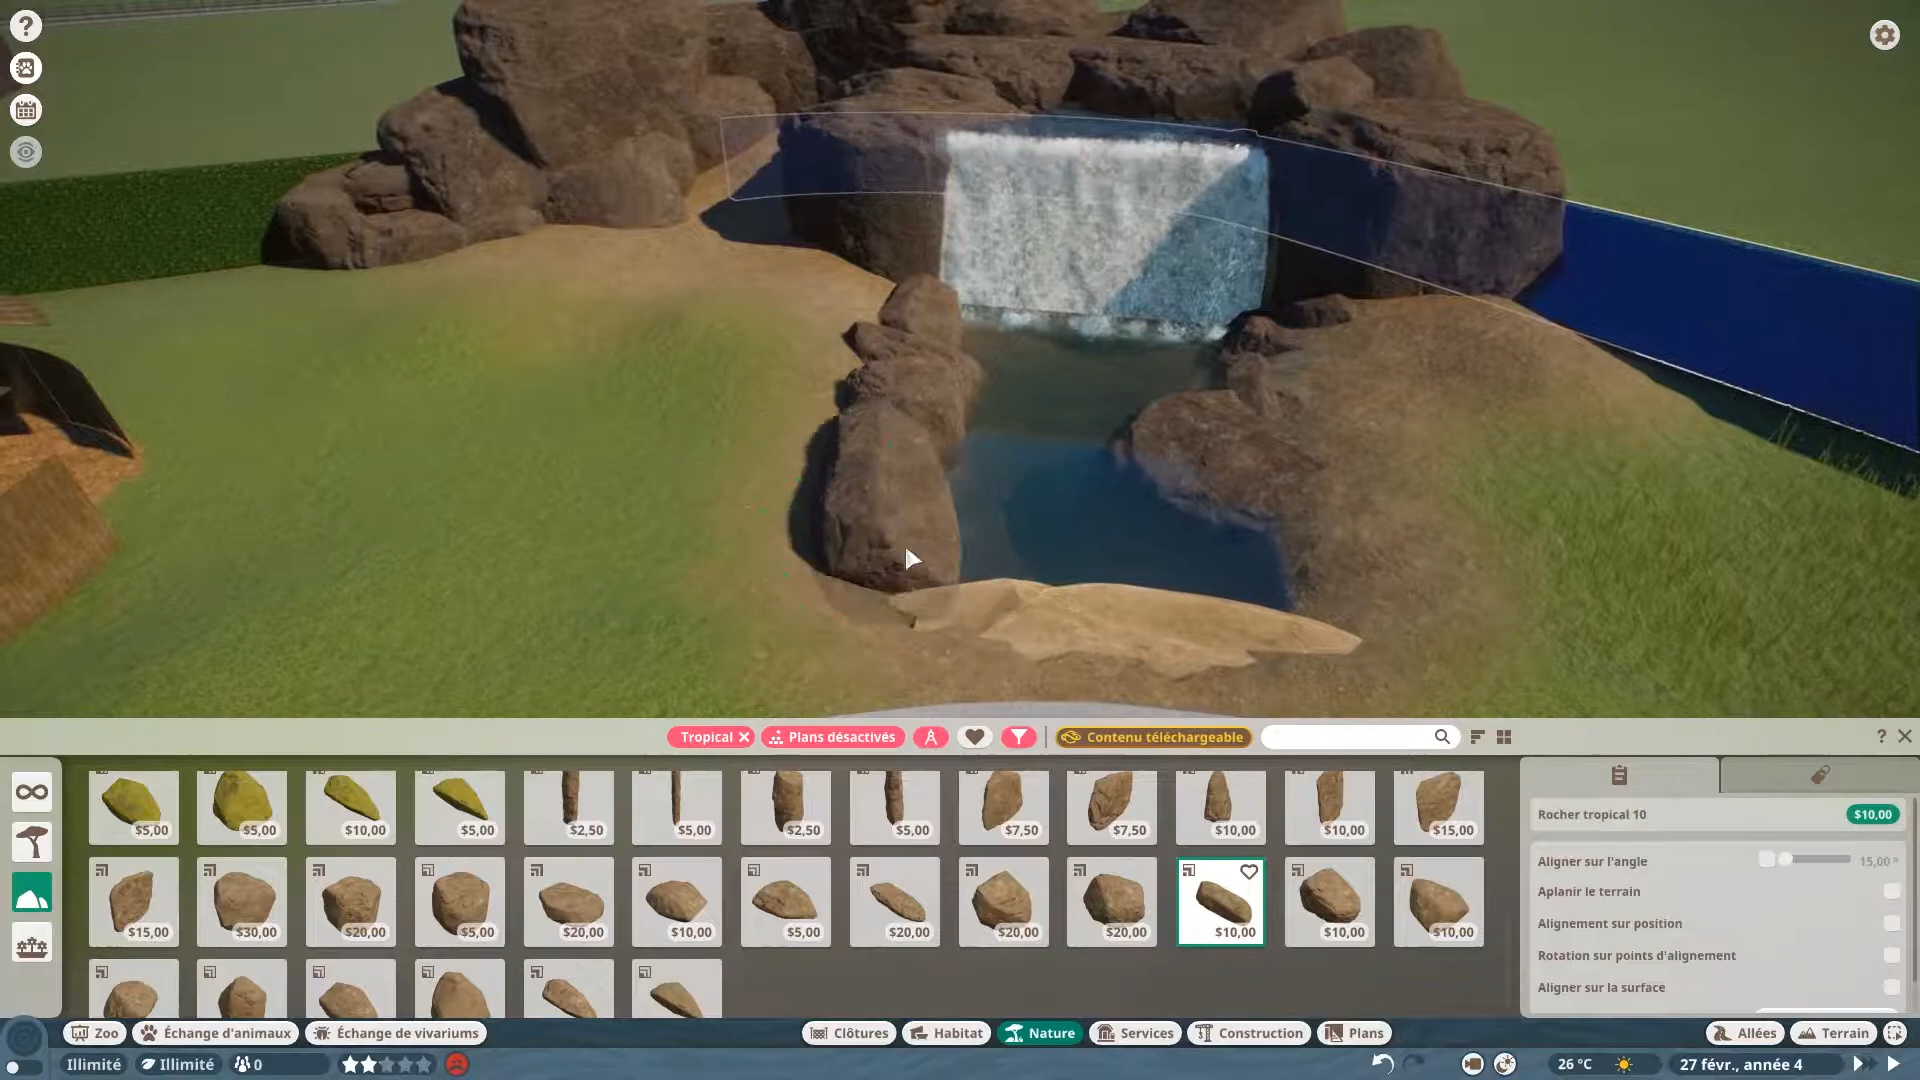 ?
Tropical ✕ Plans désactivés Contenu téléchargeable ? ✕
$5,00 $5,00 $10,00 $5,00 $2,50 $5,00 $2,50 $5,00 $7,50 $7,50 $10,00 $10,00 $15,00
$15,00 $30,00 $20,00 $5,00 $20,00 $10,00 $5,00 $20,00 $20,00 $20,00 $10,00 $10,00 $10,00
Rocher tropical 10 $10,00
Aligner sur l'angle 15,00 °
Aplanir le terrain
Alignement sur position
Rotation sur points d'alignement
Aligner sur la surface
Zoo Échange d'animaux Échange de vivariums Clôtures Habitat Nature Services Construction Plans Allées Terrain
Illimité Illimité 0 26 °C 27 févr., année 4